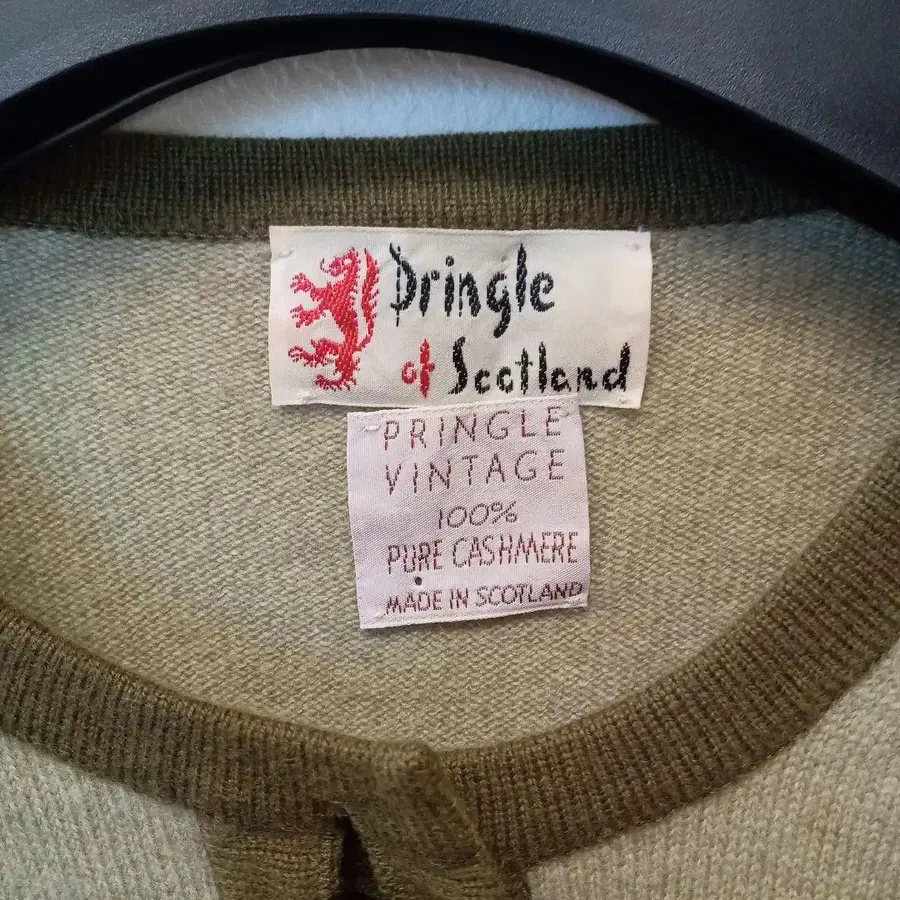 Pringle
of Scotland
PRINGLE
VINTAGE
100%
PURE CASHMERE
MADE IN SCOTLAND